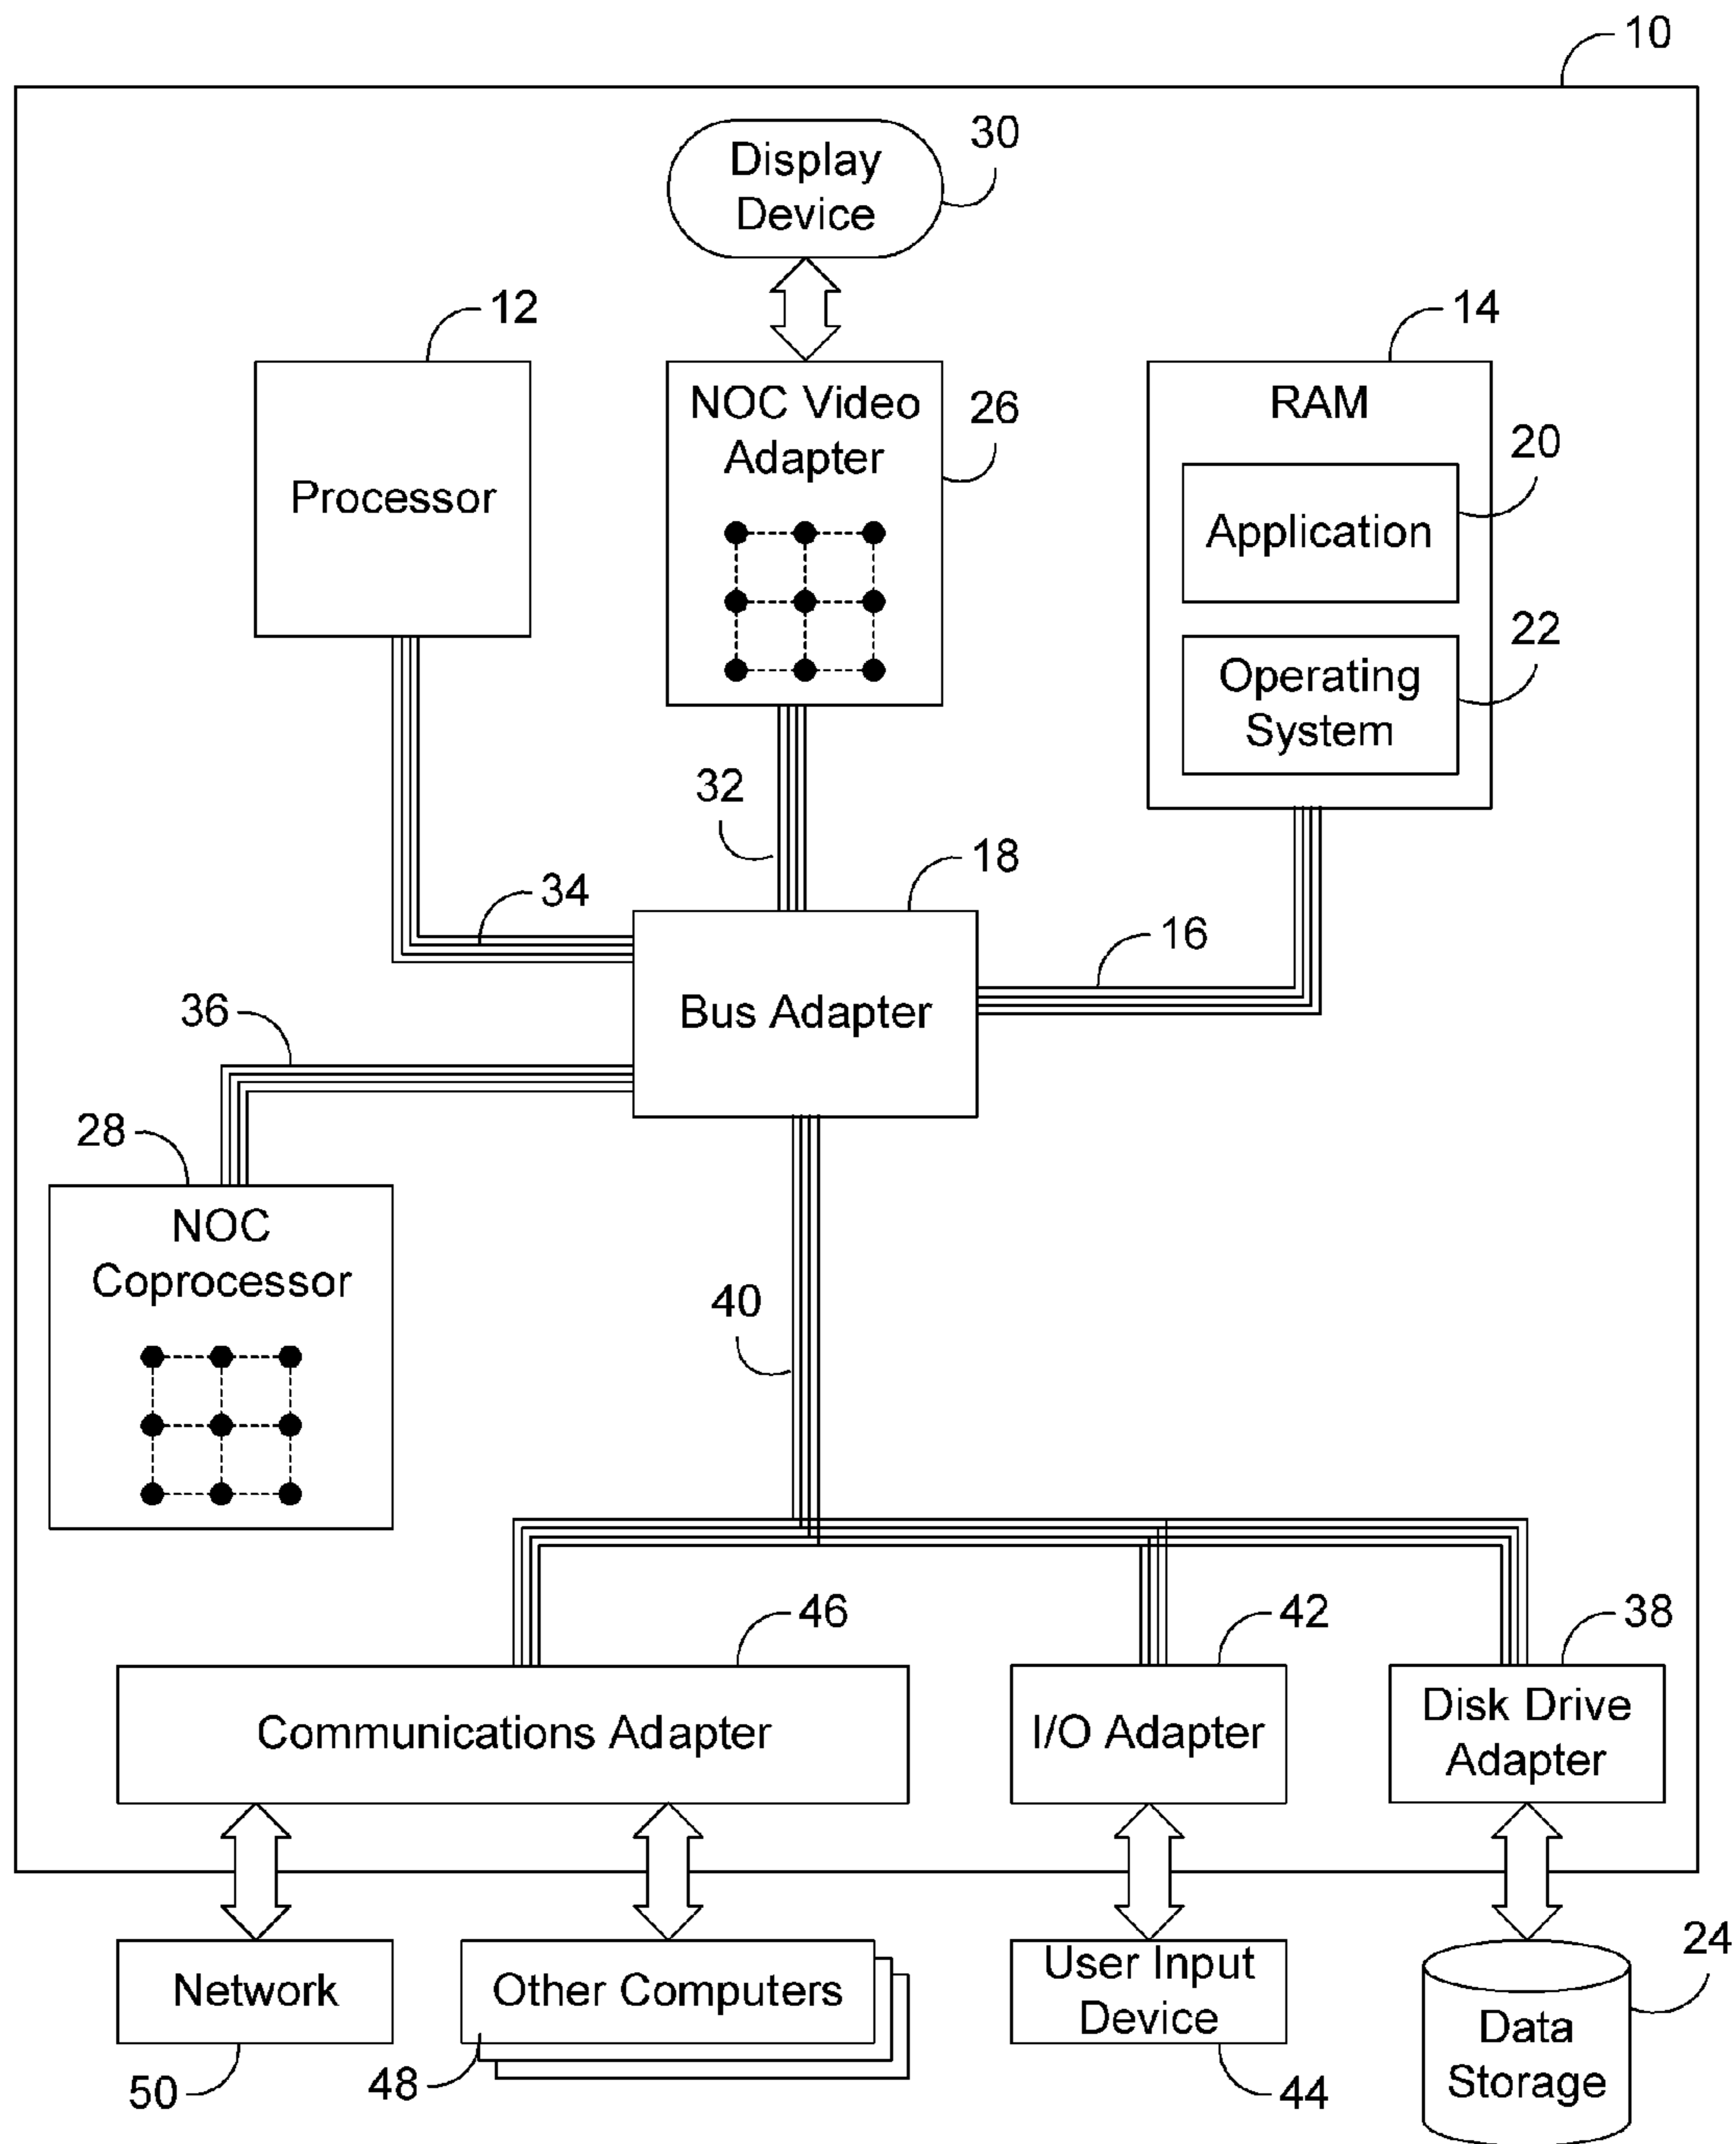 10
Display
Device
30
12
14
NOC Video
Adapter
26
RAM
20
Processor
Application
22
Operating
System
32
18
34
16
36
Bus Adapter
28
NOC
Coprocessor
40
46
42
38
Communications Adapter
I/O Adapter
Disk Drive
Adapter
24
Network
Other Computers
User Input
Device
Data
Storage
50
48
44